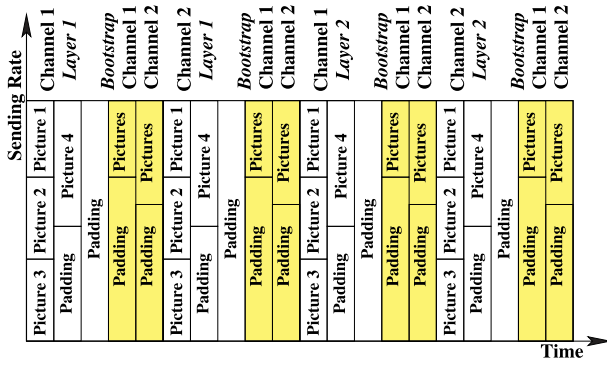 Sending Rate
Channel 1
Layer 1
Bootstrap
Channel 1
Channel 2
Channel 2
Layer 1
Bootstrap
Channel 1
Channel 2
Channel 1
Layer 2
Bootstrap
Channel 1
Channel 2
Channel 2
Layer 2
Bootstrap
Channel 1
Channel 2
Picture 1
Picture 2
Picture 3
Picture 4
Padding
Padding
Pictures
Padding
Pictures
Padding
Picture 1
Picture 2
Picture 3
Picture 4
Padding
Padding
Pictures
Padding
Pictures
Padding
Picture 1
Picture 2
Picture 3
Picture 4
Padding
Padding
Pictures
Padding
Pictures
Padding
Picture 1
Picture 2
Picture 3
Picture 4
Padding
Padding
Pictures
Padding
Pictures
Padding
Time